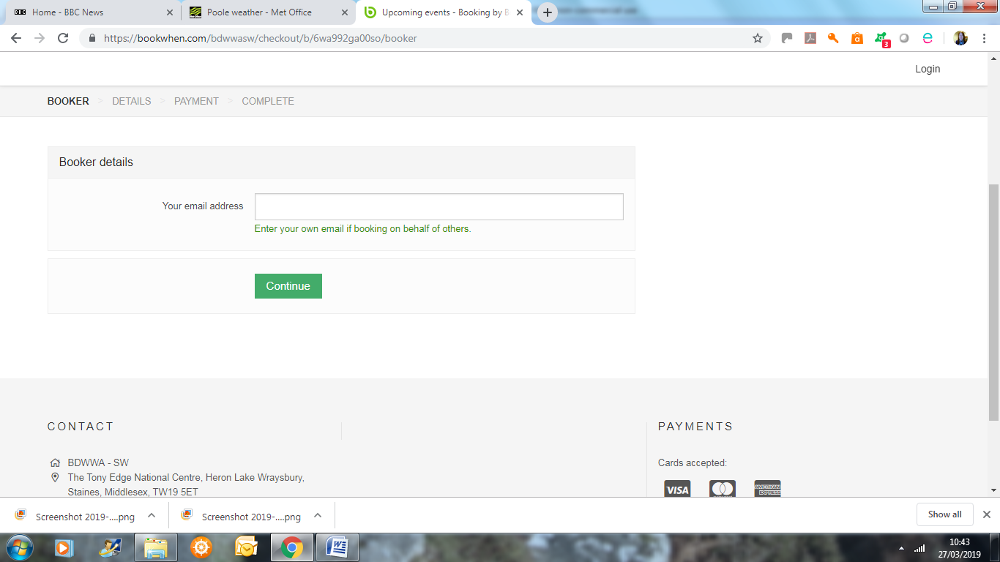 BBC Home - BBC News
Poole weather - Met Office
Upcoming events - Booking by B
https://bookwhen.com/bdwwasw/checkout/b/6wa992ga00so/booker
3
Login
BOOKER > DETAILS > PAYMENT > COMPLETE
Booker details
Your email address
Enter your own email if booking on behalf of others.
Continue
CONTACT
BDWWA - SW
The Tony Edge National Centre, Heron Lake Wraysbury,
Staines, Middlesex, TW19 5ET
PAYMENTS
Cards accepted:
VISA
AMERICAN EXPRESS
Screenshot 2019-....png
Screenshot 2019-....png
Show all
10:43
27/03/2019